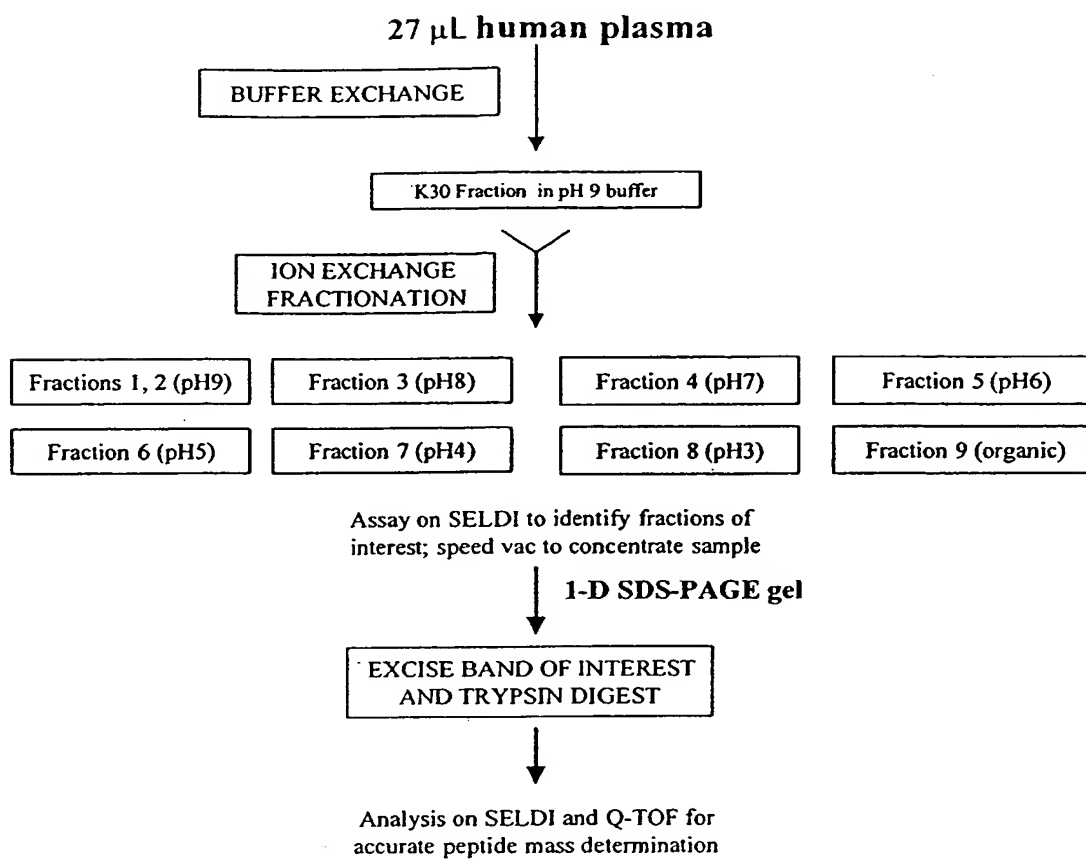 27 μL human plasma
BUFFER EXCHANGE
K30 Fraction in pH 9 buffer
ION EXCHANGE
FRACTIONATION
Fractions 1, 2 (pH9)
Fraction 3 (pH8)
Fraction 4 (pH7)
Fraction 5 (pH6)
Fraction 6 (pH5)
Fraction 7 (pH4)
Fraction 8 (pH3)
Fraction 9 (organic)
Assay on SELDI to identify fractions of
interest; speed vac to concentrate sample
1-D SDS-PAGE gel
EXCISE BAND OF INTEREST
AND TRYPSIN DIGEST
Analysis on SELDI and Q-TOF for
accurate peptide mass determination